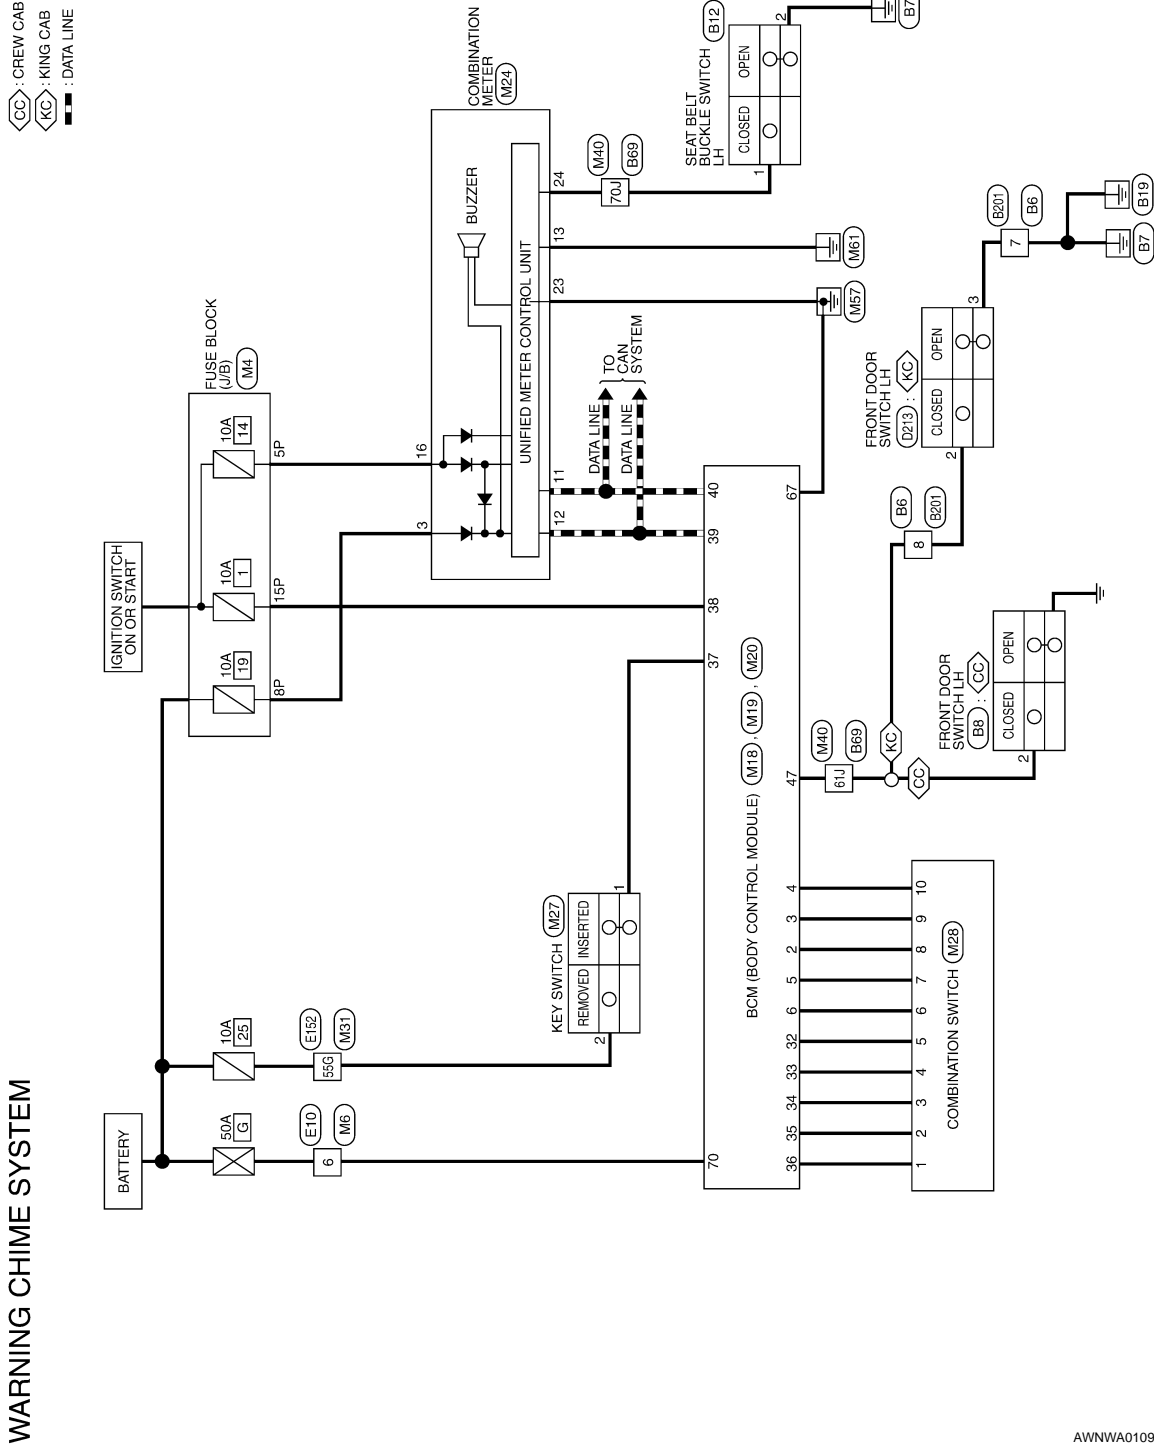 WARNING CHIME SYSTEM
CC : CREW CAB
KC : KING CAB
: DATA LINE
BATTERY
IGNITION SWITCH
ON OR START
50A
G
10A
25
10A
19
10A
1
10A
14
FUSE BLOCK
(J/B)
M4
8P
15P
5P
E10
6
M6
E152
55G
M31
3
16
COMBINATION
METER
M24
BUZZER
UNIFIED METER CONTROL UNIT
12
11
23
13
24
DATA LINE
DATA LINE
TO
CAN
SYSTEM
M57
M61
M40
70J
B69
SEAT BELT
BUCKLE SWITCH
LH
B12
CLOSED
OPEN
1
2
B7
KEY SWITCH
M27
REMOVED
INSERTED
2
1
70
37
38
39
40
BCM (BODY CONTROL MODULE)
M18 , M19 , M20
36
35
34
33
32
6
5
2
3
4
47
67
1
2
3
4
5
6
7
8
9
10
COMBINATION SWITCH
M28
M40
61J
B69
KC
CC
FRONT DOOR
SWITCH LH
B8 : CC
CLOSED
OPEN
2
B6
8
B201
FRONT DOOR
SWITCH LH
D213 : KC
CLOSED
OPEN
2
3
B201
7
B6
B7
B19
AWNWA0109